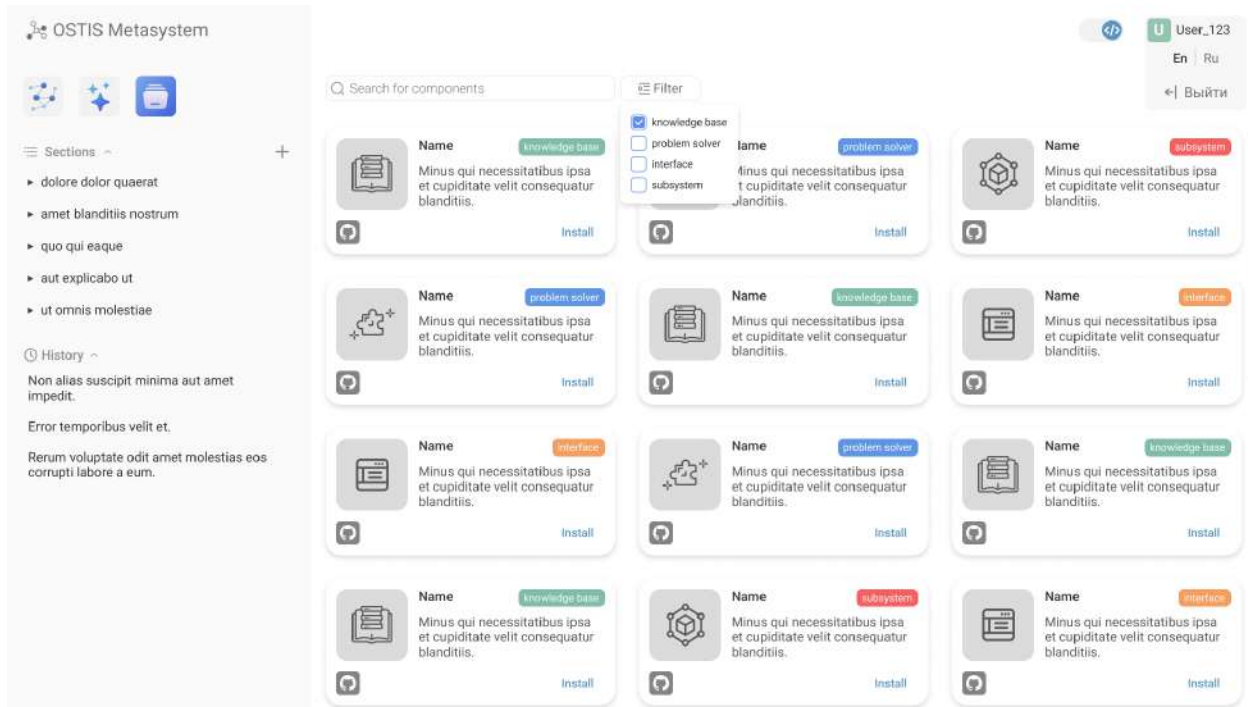 OSTIS Metasystem
U User_123
En Ru
Выйти
Search for components
Filter
knowledge base
problem solver
interface
subsystem
Sections
dolore dolor quaerat
amet blanditiis nostrum
quo qui eaque
aut explicabo ut
ut omnis molestiae
History
Non alias suscipit minima aut amet
impedit.
Error temporibus velit et.
Rerum voluptate odit amet molestias eos
corrupti labore a eum.
Name knowledge base
Minus qui necessitatibus ipsa
et cupiditate velit consequatur
blanditiis.
Install
problem solver
necessitatibus ipsa
cupiditate velit consequatur
Install
Name subsystem
Minus qui necessitatibus ipsa
et cupiditate velit consequatur
blanditiis.
Install
Name problem solver
Minus qui necessitatibus ipsa
et cupiditate velit consequatur
blanditiis.
Install
Name knowledge base
Minus qui necessitatibus ipsa
et cupiditate velit consequatur
blanditiis.
Install
Name interface
Minus qui necessitatibus ipsa
et cupiditate velit consequatur
blanditiis.
Install
Name interface
Minus qui necessitatibus ipsa
et cupiditate velit consequatur
blanditiis.
Install
Name problem solver
Minus qui necessitatibus ipsa
et cupiditate velit consequatur
blanditiis.
Install
Name knowledge base
Minus qui necessitatibus ipsa
et cupiditate velit consequatur
blanditiis.
Install
Name knowledge base
Minus qui necessitatibus ipsa
et cupiditate velit consequatur
blanditiis.
Install
Name subsystem
Minus qui necessitatibus ipsa
et cupiditate velit consequatur
blanditiis.
Install
Name interface
Minus qui necessitatibus ipsa
et cupiditate velit consequatur
blanditiis.
Install